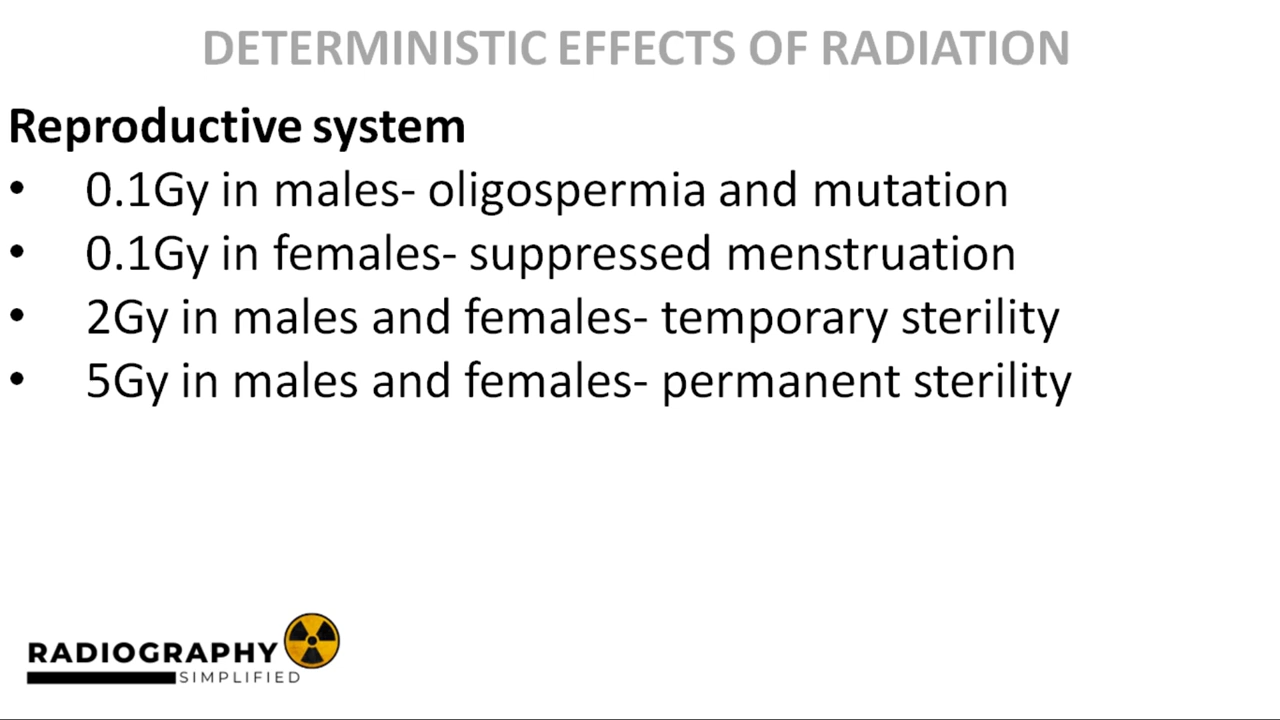 DETERMINISTIC EFFECTS OF RADIATION
Reproductive system
• 0.1Gy in males- oligospermia and mutation
• 0.1Gy in females- suppressed menstruation
• 2Gy in males and females- temporary sterility
• 5Gy in males and females- permanent sterility
RADIOGRAPHY
SIMPLIFIED